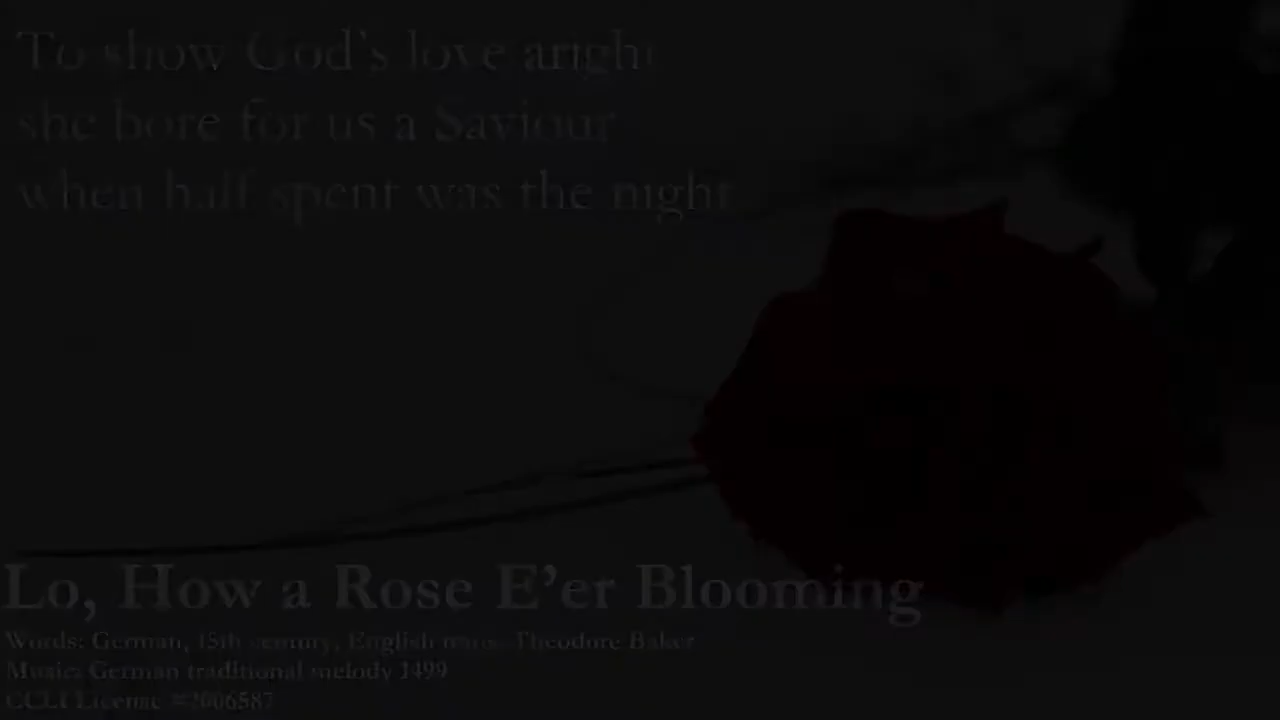 To show God's love aright
she bore for us a Saviour
when half spent was the night
Lo, How a Rose E'er Blooming
Words: German, 15th century, English trans. Theodore Baker
Music: German traditional melody 1499
CCLI License #2006587